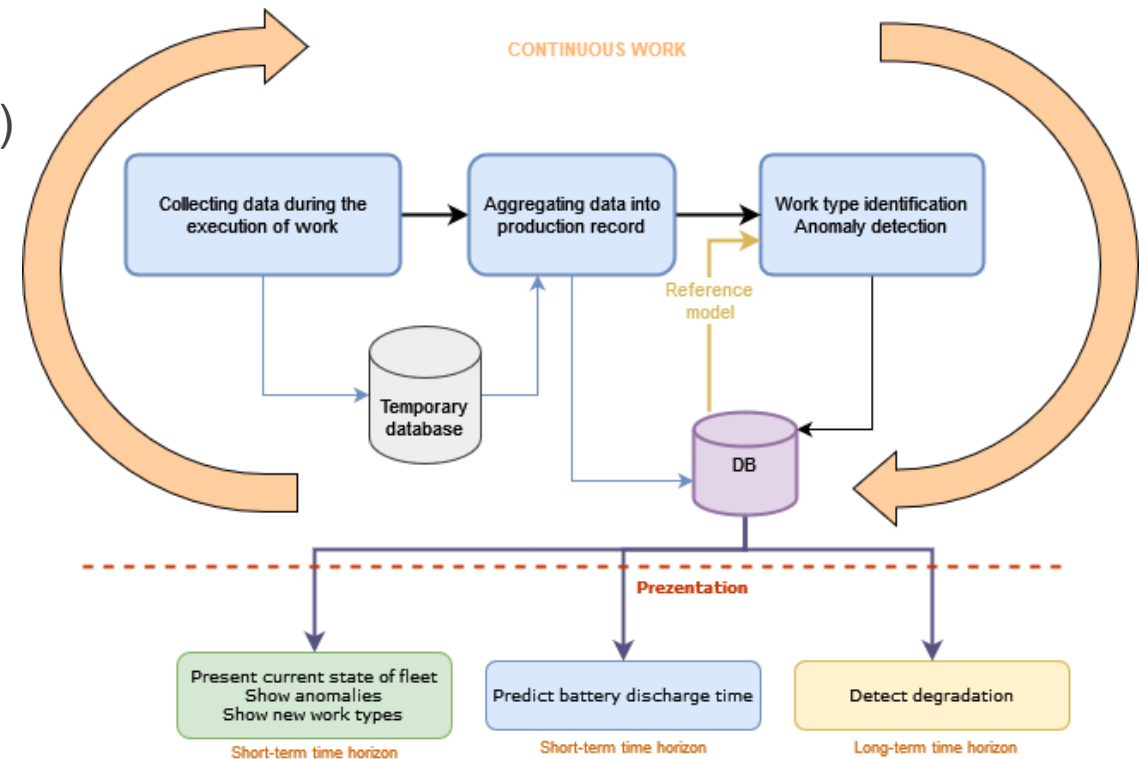 CONTINUOUS WORK
)
Collecting data during the
execution of work
Aggregating data into
production record
Work type identification
Anomaly detection
Reference
model
Temporary
database
DB
Prezentation
Present current state of fleet
Show anomalies
Show new work types
Predict battery discharge time
Detect degradation
Short-term time horizon
Short-term time horizon
Long-term time horizon